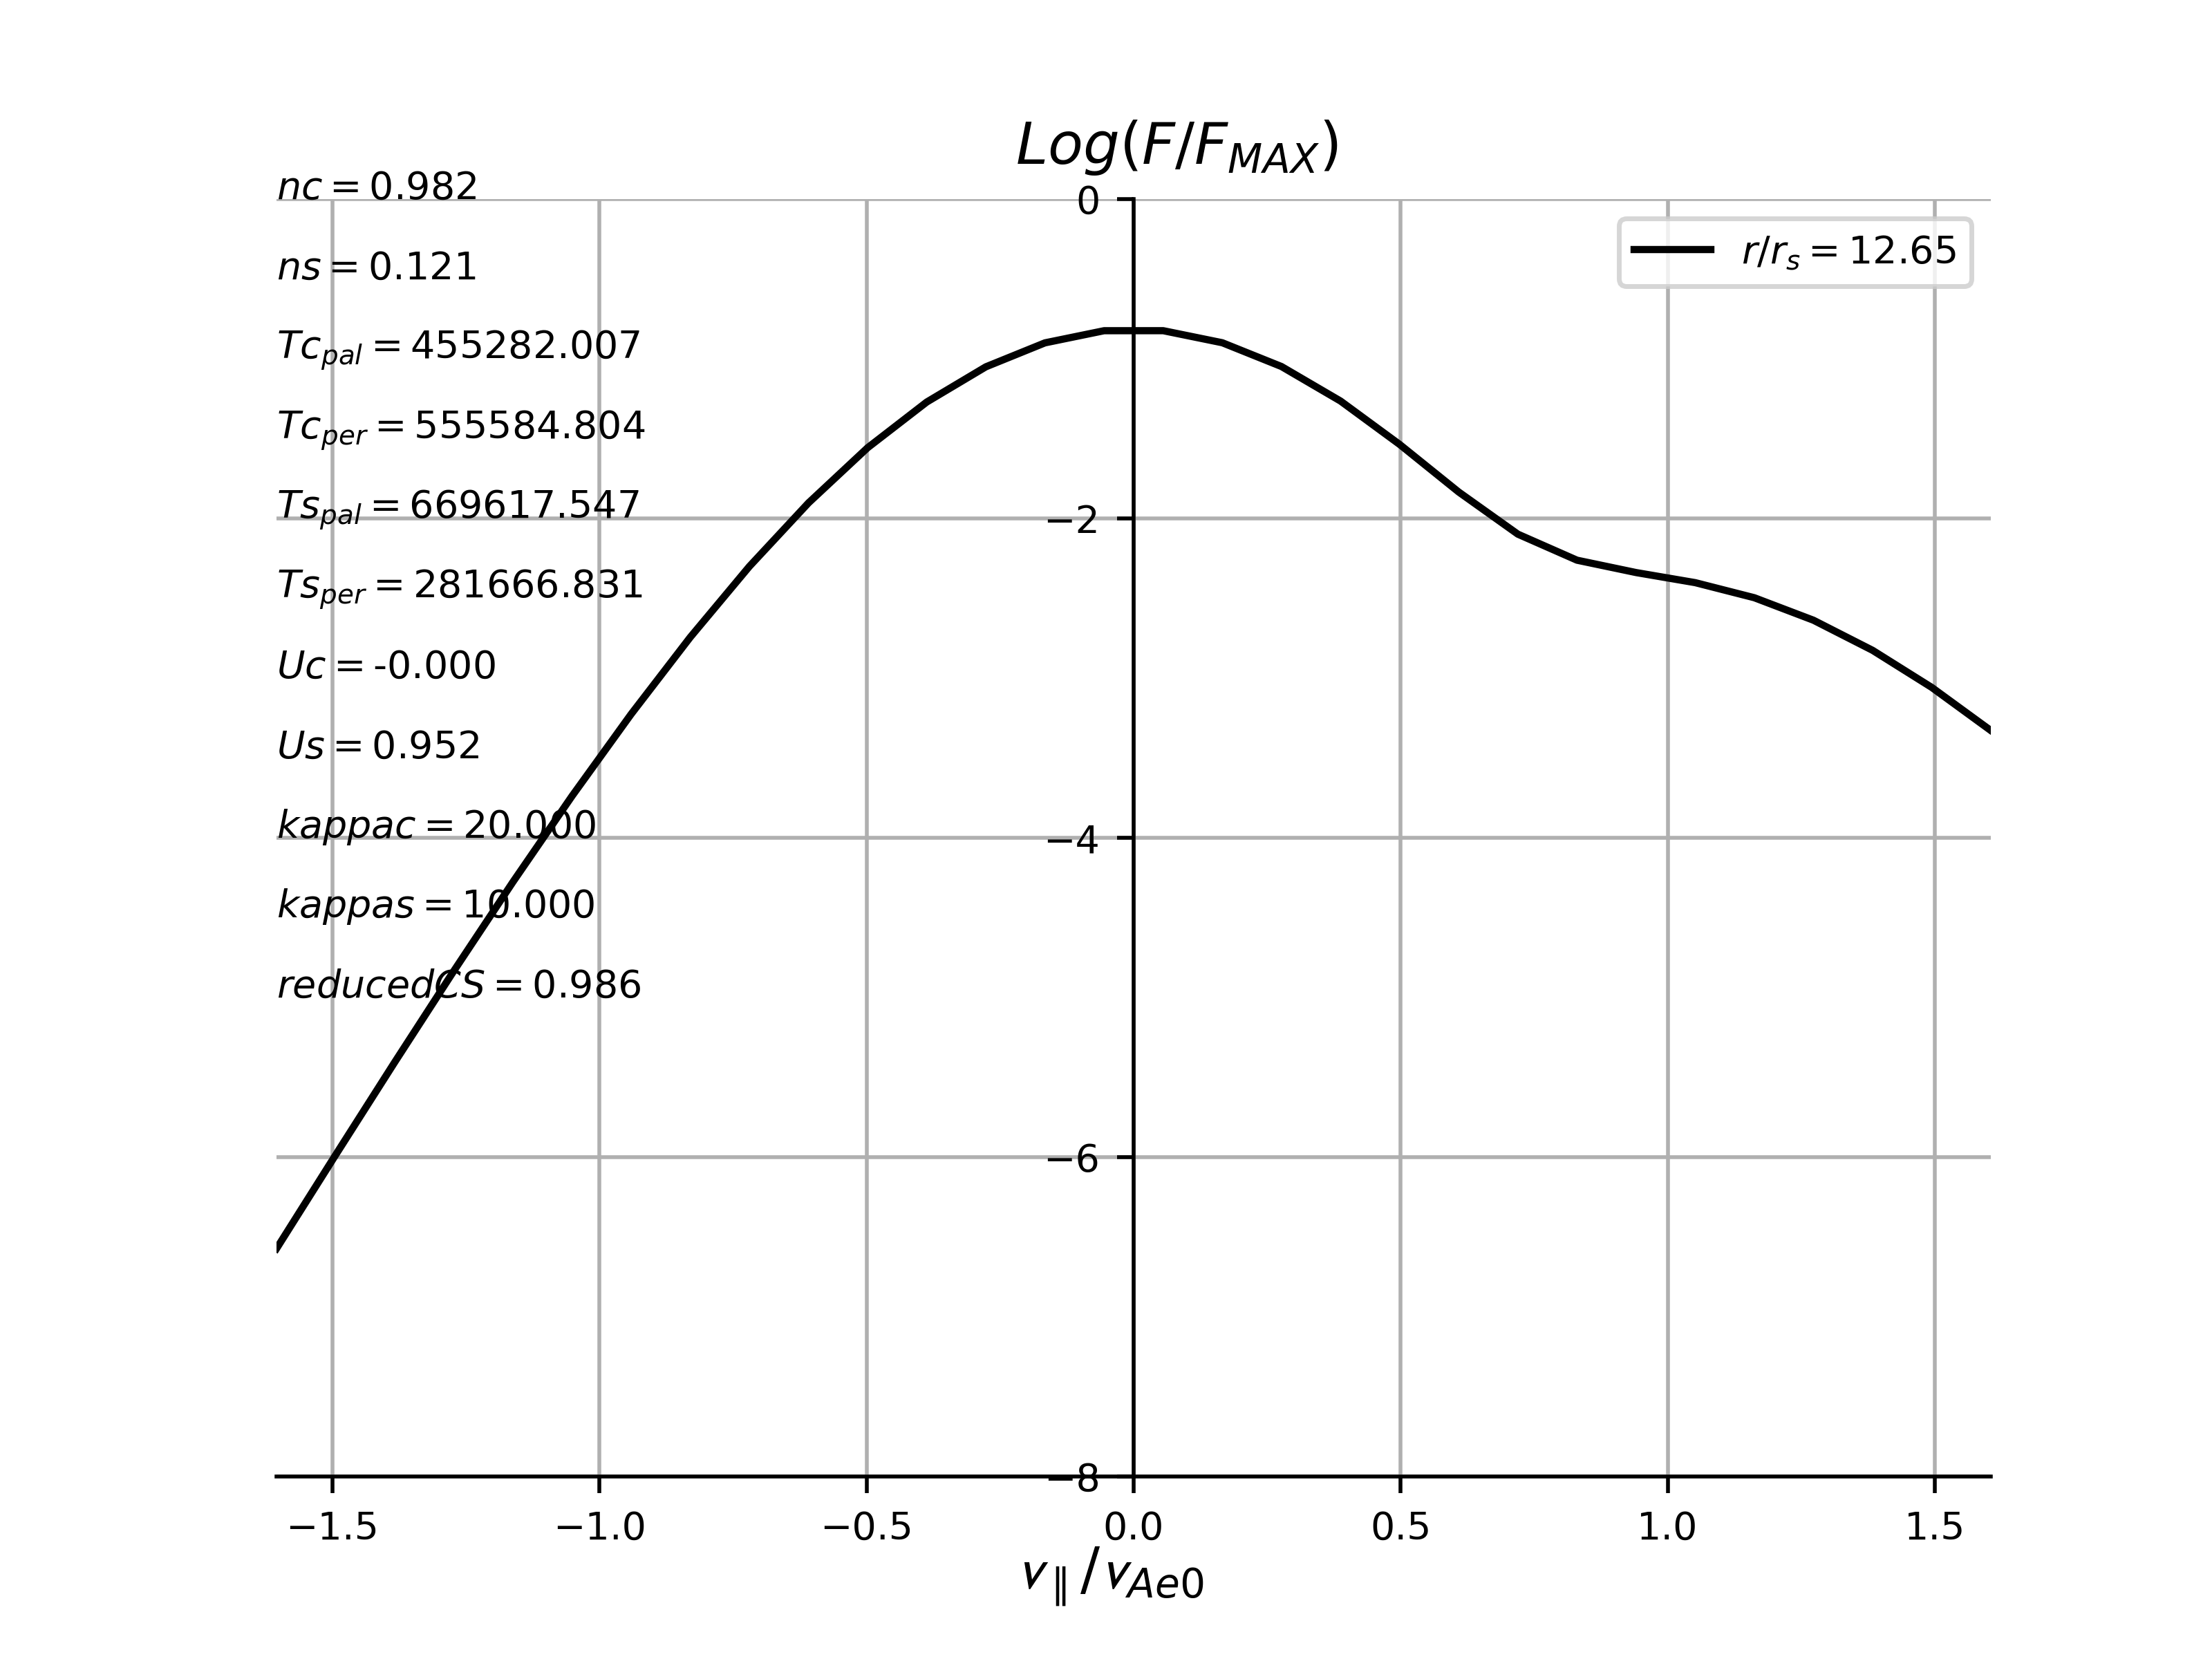 Log(F/F_MAX)
nc = 0.982
0
r/r_s = 12.65
ns = 0.121
Tc_pal = 455282.007
Tc_per = 555584.804
Ts_pal = 669617.547
−2
Ts_per = 281666.831
Uc = -0.000
Us = 0.952
kappac = 20.000
−4
kappas = 10.000
reducedCS = 0.986
−6
−8
−1.5 −1.0 −0.5 0.0 0.5 1.0 1.5
v_∥/v_Ae0